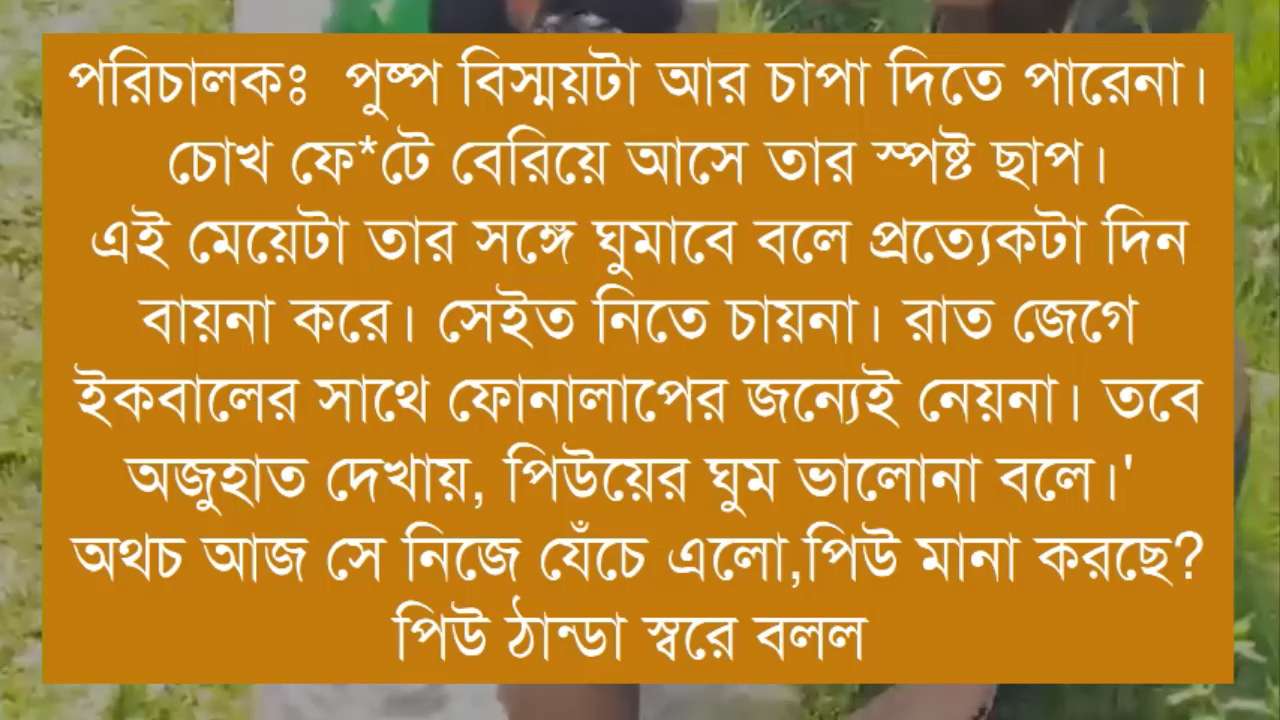 পরিচালকঃ পুষ্প বিস্ময়টা আর চাপা দিতে পারেনা।
চোখ ফে*টে বেরিয়ে আসে তার স্পষ্ট ছাপ।
এই মেয়েটা তার সঙ্গে ঘুমাবে বলে প্রত্যেকটা দিন
বায়না করে। সেইত নিতে চায়না। রাত জেগে
ইকবালের সাথে ফোনালাপের জন্যেই নেয়না। তবে
অজুহাত দেখায়, পিউয়ের ঘুম ভালোনা বলে।'
অথচ আজ সে নিজে যেঁচে এলো,পিউ মানা করছে?
পিউ ঠান্ডা স্বরে বলল